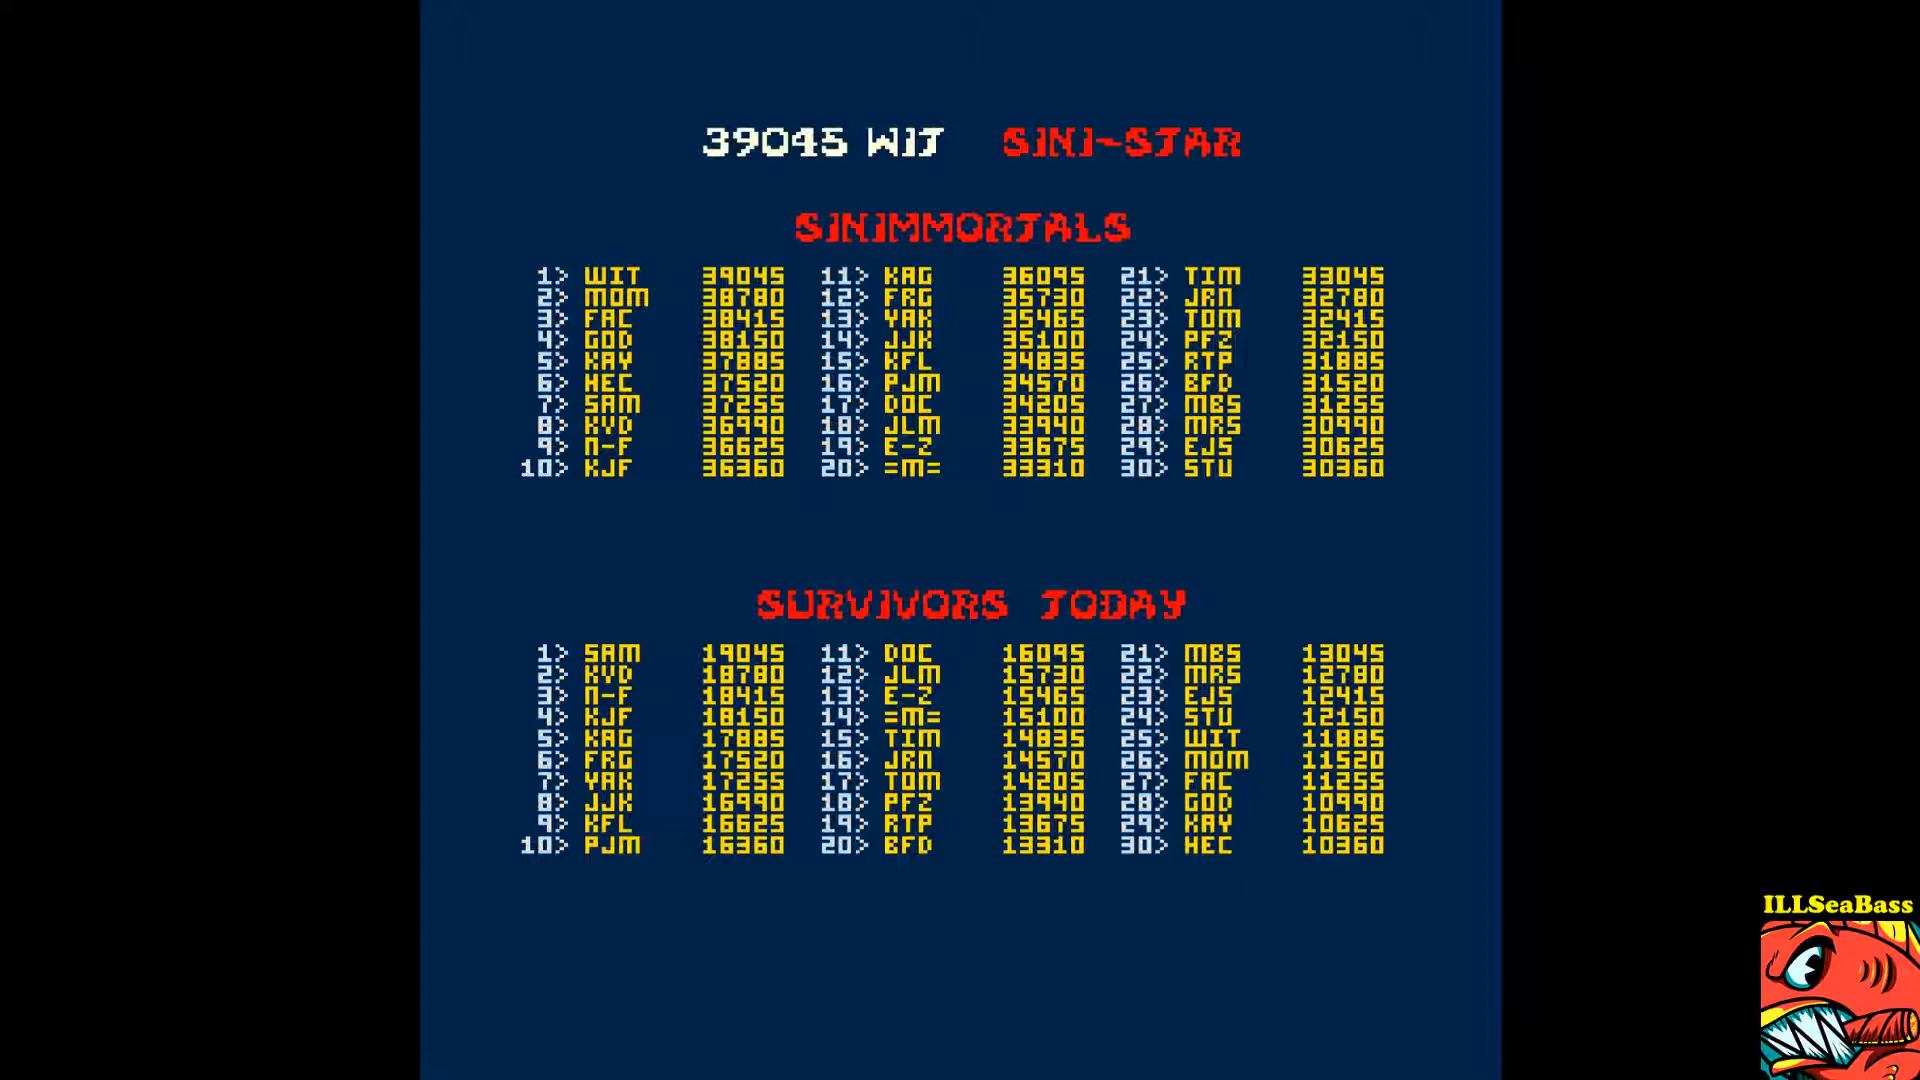 39045 WIT SINI-STAR
SINIMMORTALS
1> WIT 39045 11> KAG 36095 21> TIM 33045
2> MOM 38780 12> FRG 35730 22> JRN 32780
3> FAC 38415 13> YAK 35465 23> TOM 32415
4> GOD 38150 14> JJK 35100 24> PFZ 32150
5> KAY 37885 15> KFL 34835 25> RTP 31885
6> HEC 37520 16> PJM 34570 26> BFD 31520
7> SAM 37255 17> DOC 34205 27> MBS 31255
8> KVD 36990 18> JLM 33940 28> MRS 30990
9> N-F 36625 19> E-Z 33675 29> EJS 30625
10> KJF 36360 20> =M= 33310 30> STU 30360
SURVIVORS TODAY
1> SAM 19045 11> DOC 16095 21> MBS 13045
2> KVD 18780 12> JLM 15730 22> MRS 12780
3> N-F 18415 13> E-Z 15465 23> EJS 12415
4> KJF 18150 14> =M= 15100 24> STU 12150
5> KAG 17885 15> TIM 14835 25> WIT 11885
6> FRG 17520 16> JRN 14570 26> MOM 11520
7> YAK 17255 17> TOM 14205 27> FAC 11255
8> JJK 16990 18> PFZ 13940 28> GOD 10990
9> KFL 16625 19> RTP 13675 29> KAY 10625
10> PJM 16360 20> BFD 13310 30> HEC 10360
ILLSeaBass